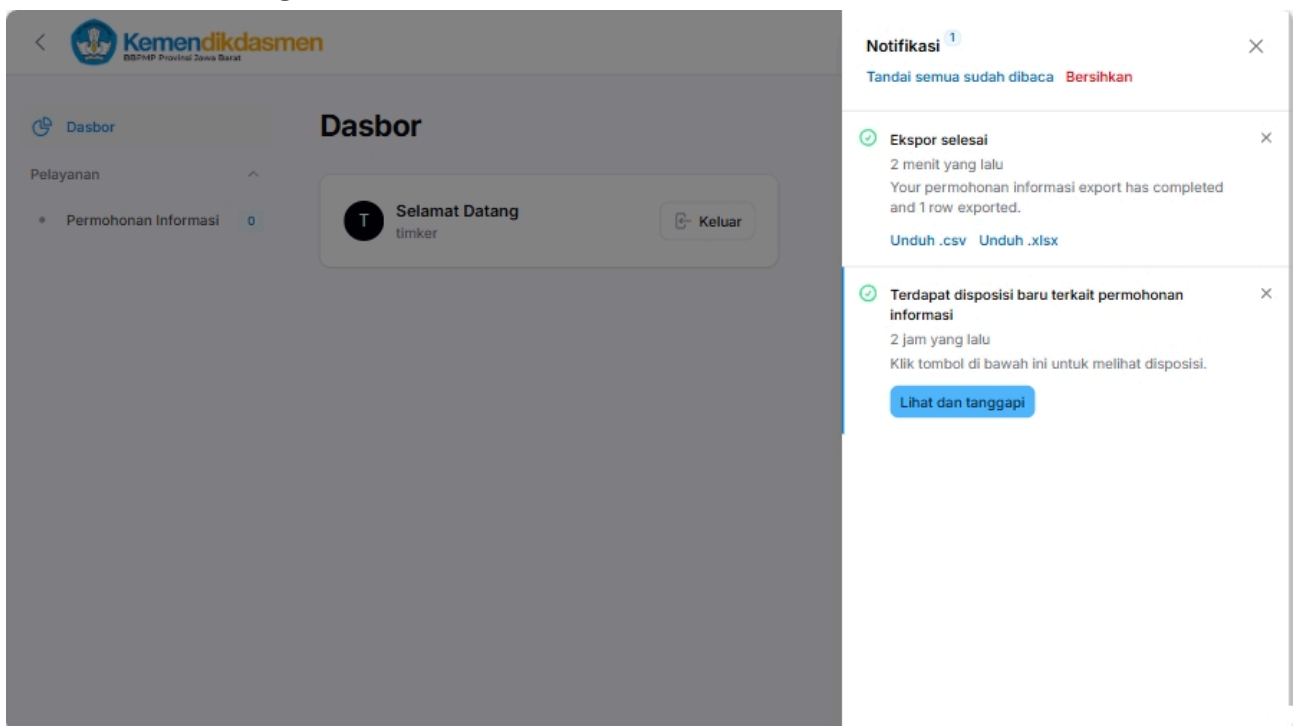 Kemendikdasmen
BBPMP Provinsi Jawa Barat
Dasbor
Pelayanan
Permohonan Informasi 0
Dasbor
T
Selamat Datang
timker
Keluar
Notifikasi 1
Tandai semua sudah dibaca Bersihkan
Ekspor selesai
2 menit yang lalu
Your permohonan informasi export has completed
and 1 row exported.
Unduh .csv Unduh .xlsx
Terdapat disposisi baru terkait permohonan
informasi
2 jam yang lalu
Klik tombol di bawah ini untuk melihat disposisi.
Lihat dan tanggapi